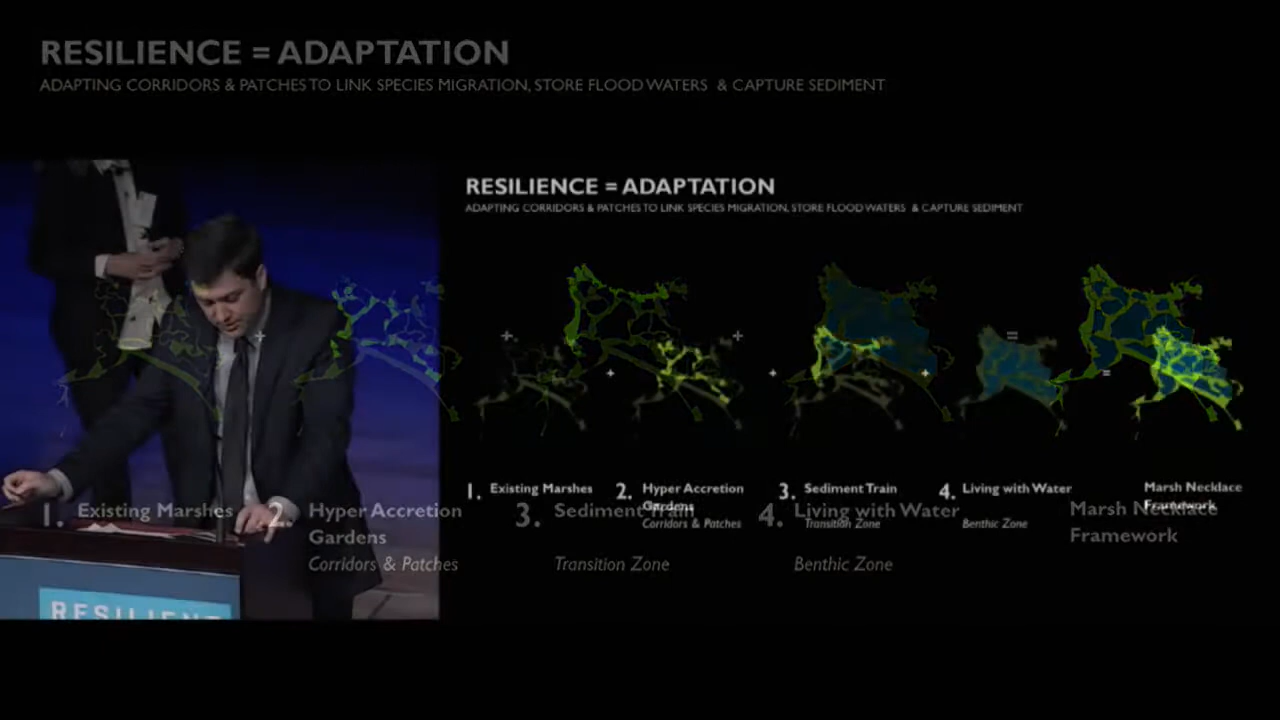 RESILIENCE = ADAPTATION
ADAPTING CORRIDORS & PATCHES TO LINK SPECIES MIGRATION, STORE FLOOD WATERS & CAPTURE SEDIMENT
RESILIENCE = ADAPTATION
ADAPTING CORRIDORS & PATCHES TO LINK SPECIES MIGRATION, STORE FLOOD WATERS & CAPTURE SEDIMENT
+ + =
+ + + =
1. Existing Marshes 2. Hyper Accretion 3. Sediment Train 4. Living with Water Marsh Necklace
Gardens Framework
Corridors & Patches Transition Zone Benthic Zone
1. Existing Marshes 2. Hyper Accretion 3. Sediment Train 4. Living with Water Marsh Necklace
Gardens Framework
Corridors & Patches Transition Zone Benthic Zone
RESILIENT